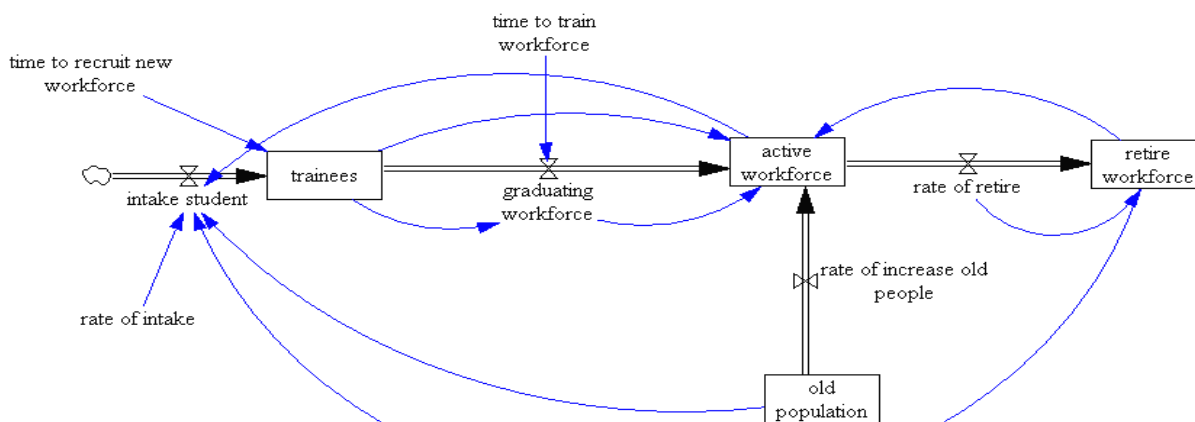 time to train
workforce
time to recruit new
workforce
trainees
active
workforce
retire
workforce
intake student
graduating
workforce
rate of retire
rate of increase old
people
rate of intake
old
population